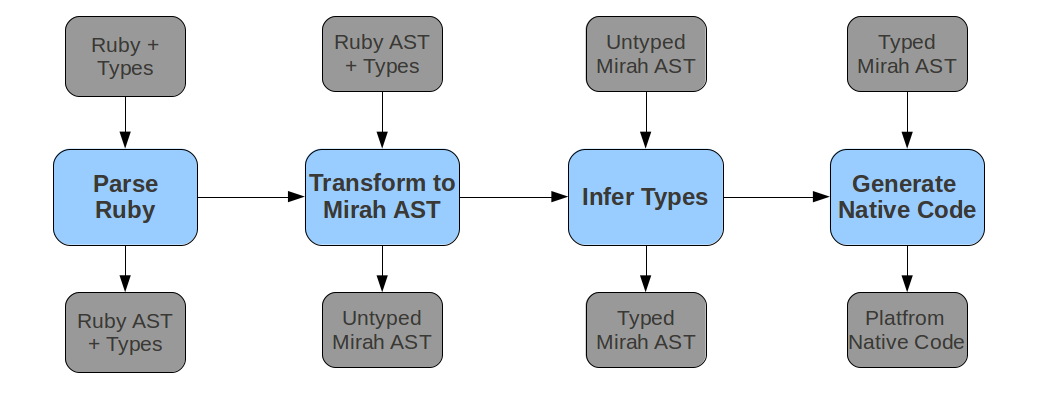 Ruby +
Types
Ruby AST
+ Types
Untyped
Mirah AST
Typed
Mirah AST
Parse
Ruby
Transform to
Mirah AST
Infer Types
Generate
Native Code
Ruby AST
+ Types
Untyped
Mirah AST
Typed
Mirah AST
Platfrom
Native Code